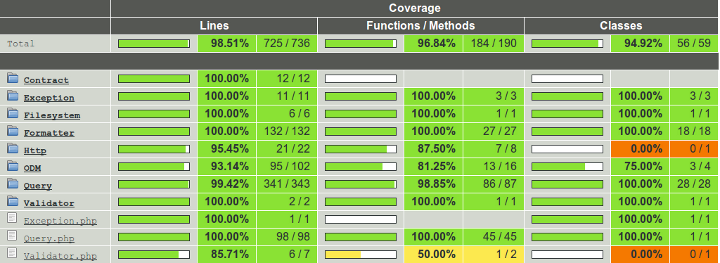 Coverage
Lines Functions / Methods Classes
Total 98.51% 725 / 736 96.84% 184 / 190 94.92% 56 / 59
Contract 100.00% 12 / 12
Exception 100.00% 11 / 11 100.00% 3 / 3 100.00% 3 / 3
Filesystem 100.00% 6 / 6 100.00% 1 / 1 100.00% 1 / 1
Formatter 100.00% 132 / 132 100.00% 27 / 27 100.00% 18 / 18
Http 95.45% 21 / 22 87.50% 7 / 8 0.00% 0 / 1
ODM 93.14% 95 / 102 81.25% 13 / 16 75.00% 3 / 4
Query 99.42% 341 / 343 98.85% 86 / 87 100.00% 28 / 28
Validator 100.00% 2 / 2 100.00% 1 / 1 100.00% 1 / 1
Exception.php 100.00% 1 / 1 100.00% 1 / 1
Query.php 100.00% 98 / 98 100.00% 45 / 45 100.00% 1 / 1
Validator.php 85.71% 6 / 7 50.00% 1 / 2 0.00% 0 / 1